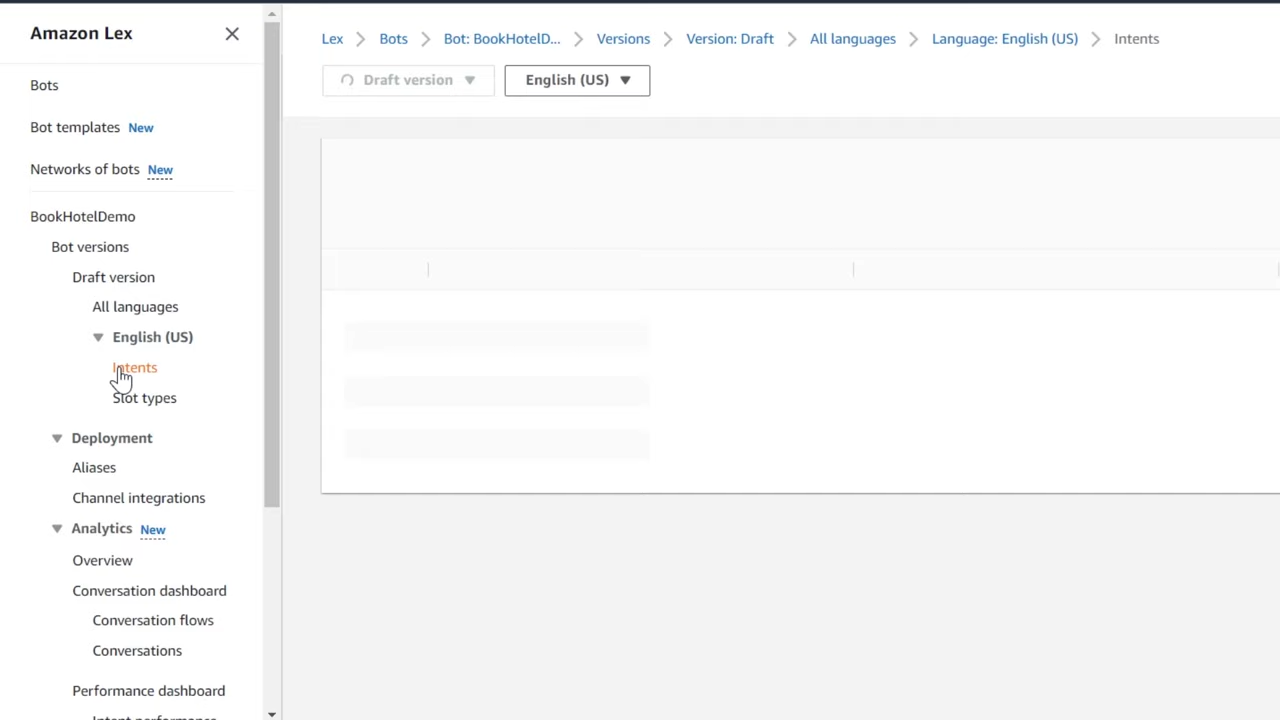 Amazon Lex
Bots
Bot templates New
Networks of bots New
BookHotelDemo
Bot versions
Draft version
All languages
English (US)
Intents
Slot types
Deployment
Aliases
Channel integrations
Analytics New
Overview
Conversation dashboard
Conversation flows
Conversations
Performance dashboard
Intent performance
Lex Bots Bot: BookHotelD... Versions Version: Draft All languages Language: English (US) Intents
Draft version English (US)